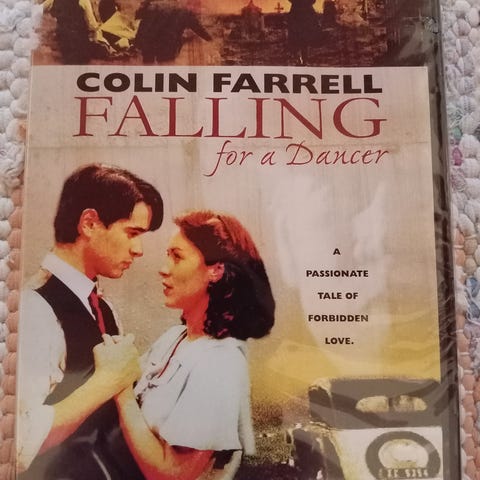 COLIN FARRELL
FALLING
for a Dancer
A
PASSIONATE
TALE OF
FORBIDDEN
LOVE.